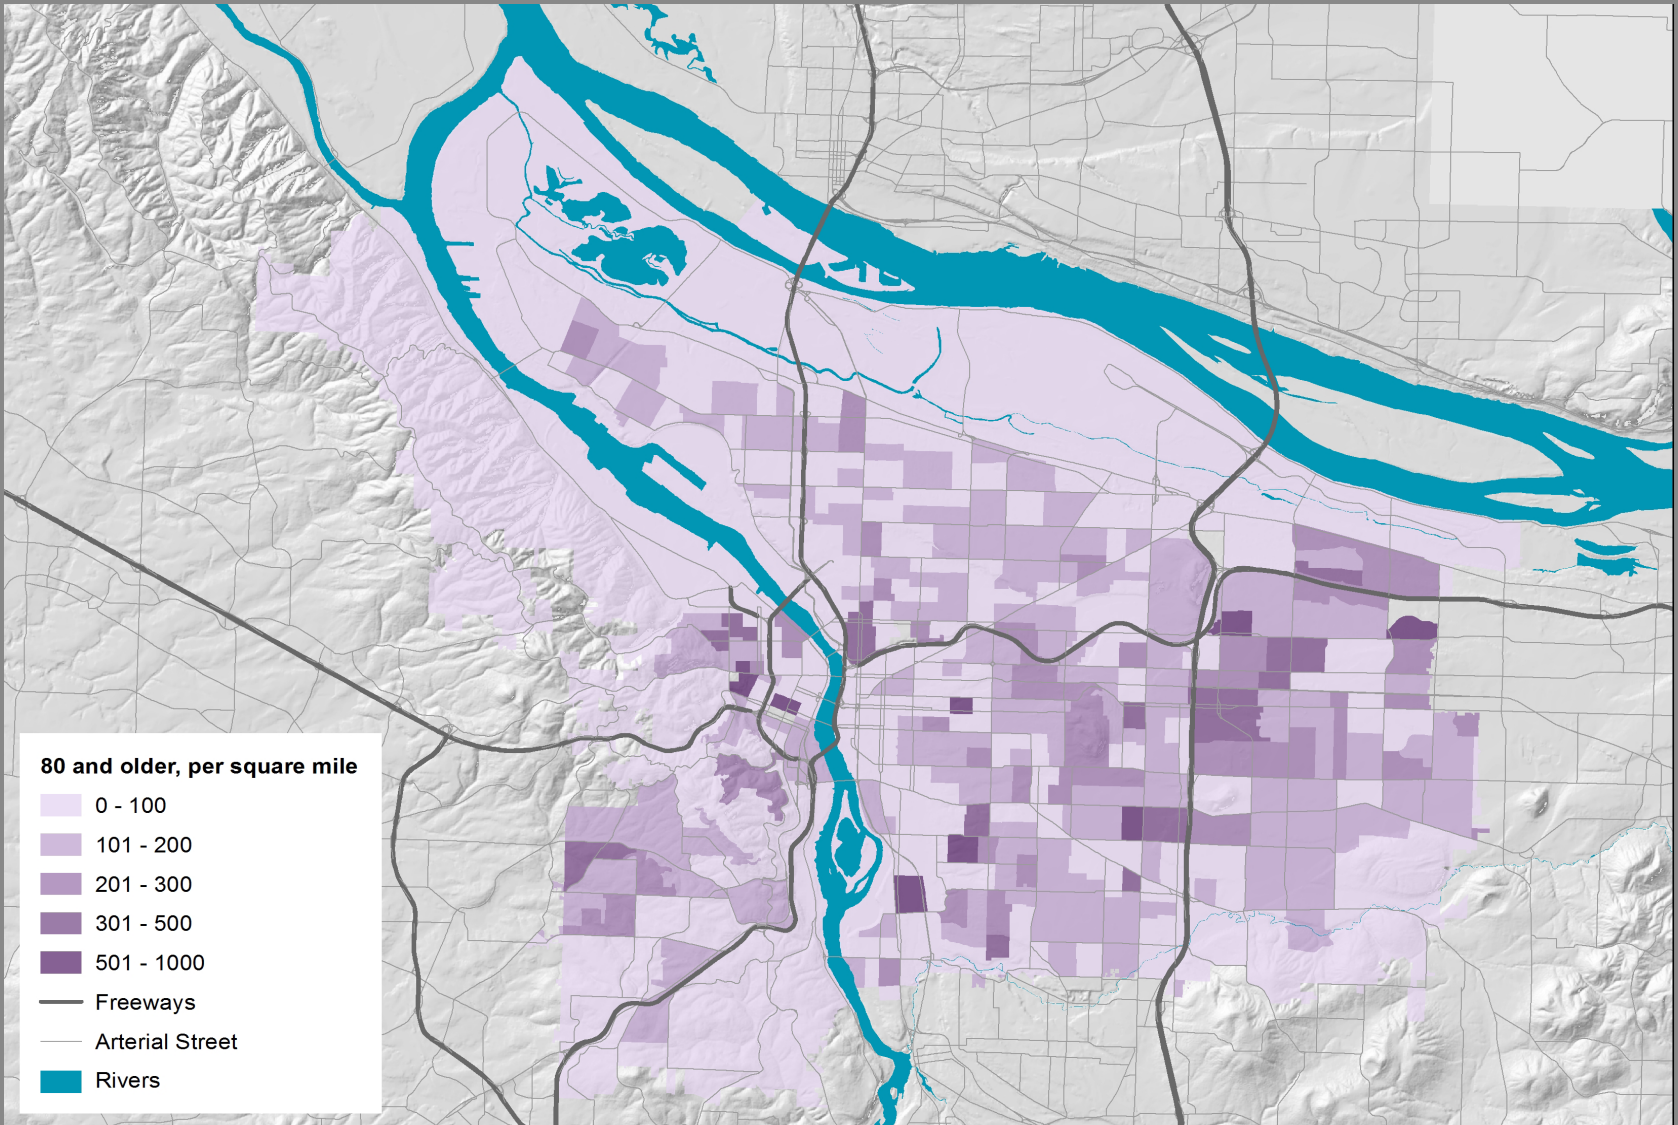 80 and older, per square mile
0 - 100
101 - 200
201 - 300
301 - 500
501 - 1000
Freeways
Arterial Street
Rivers